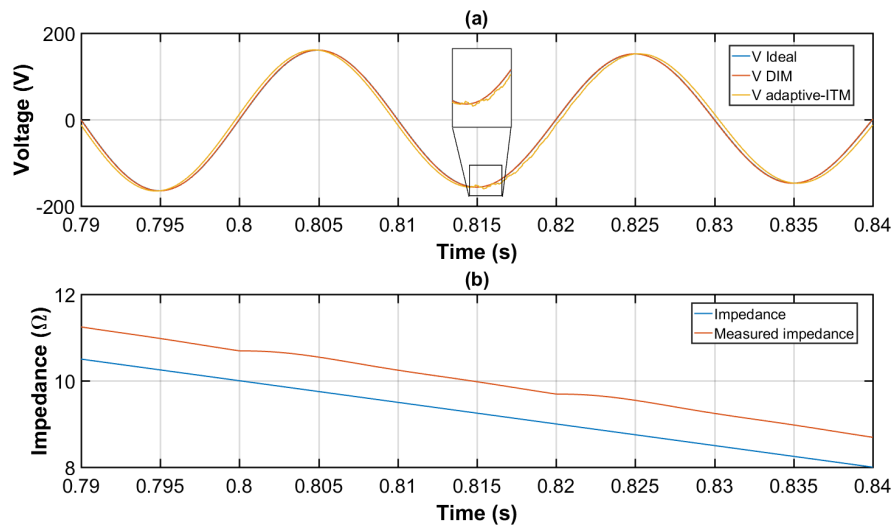 (a)
Voltage (V)
200
0
-200
V Ideal
V DIM
V adaptive-ITM
0.79 0.795 0.8 0.805 0.81 0.815 0.82 0.825 0.83 0.835 0.84
Time (s)
(b)
Impedance (Ω)
12
10
8
Impedance
Measured impedance
0.79 0.795 0.8 0.805 0.81 0.815 0.82 0.825 0.83 0.835 0.84
Time (s)